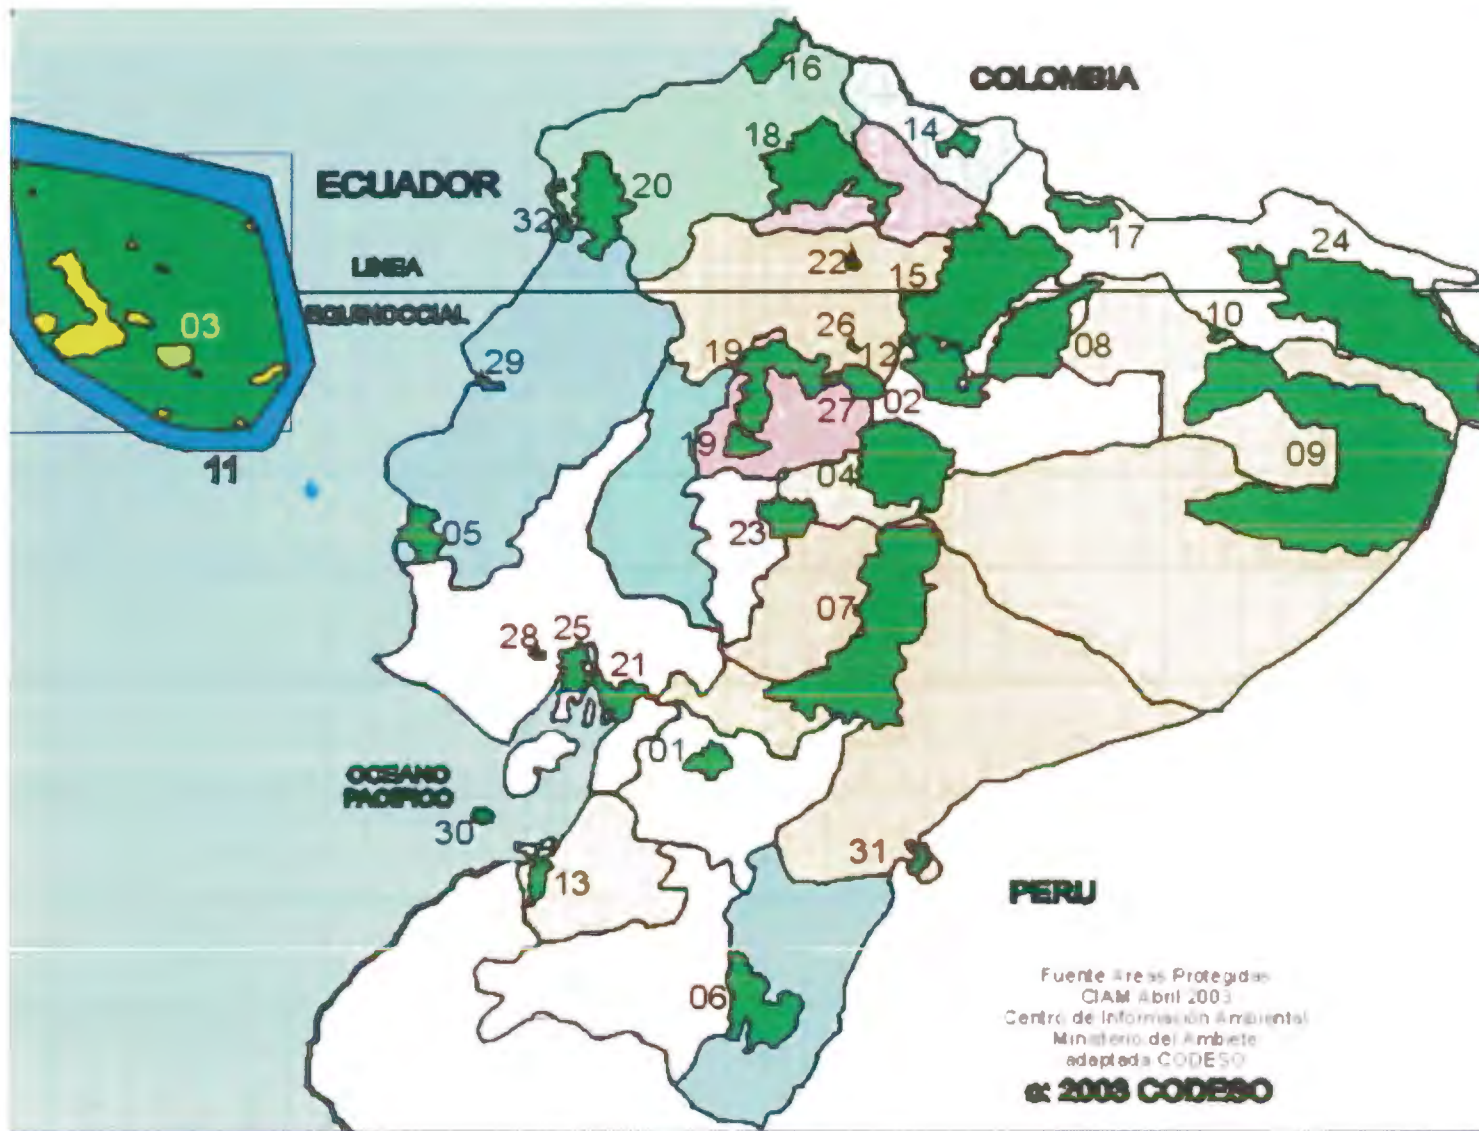 16
COLOMBIA
18
14
ECUADOR
20
32
17
24
22
LINEA
15
EQUINOCCIAL
03
26
10
19
12
08
29
02
27
19
11
04
09
05
23
07
28
25
21
01
OCEANO
PACIFICO
30
31
13
PERU
06
Fuente Areas Protegidas
CIAM Abril 2003
Centro de Información Ambiental
Ministerio del Ambiete
adaptada CODESO
c: 2003 CODESO